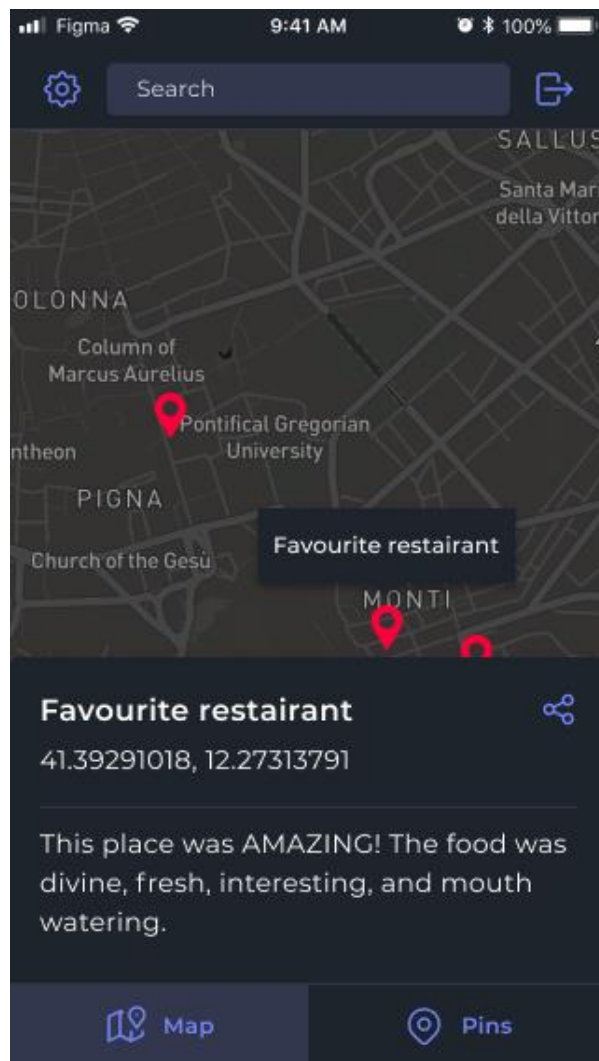 Figma 9:41 AM 100%
Search
SALLUS
Santa Mar
della Vittor
OLONNA
Column of
Marcus Aurelius
Pontifical Gregorian
University
ntheon
PIGNA
Favourite restairant
Church of the Gesù
MONTI
Favourite restairant
41.39291018, 12.27313791
This place was AMAZING! The food was
divine, fresh, interesting, and mouth
watering.
Map Pins